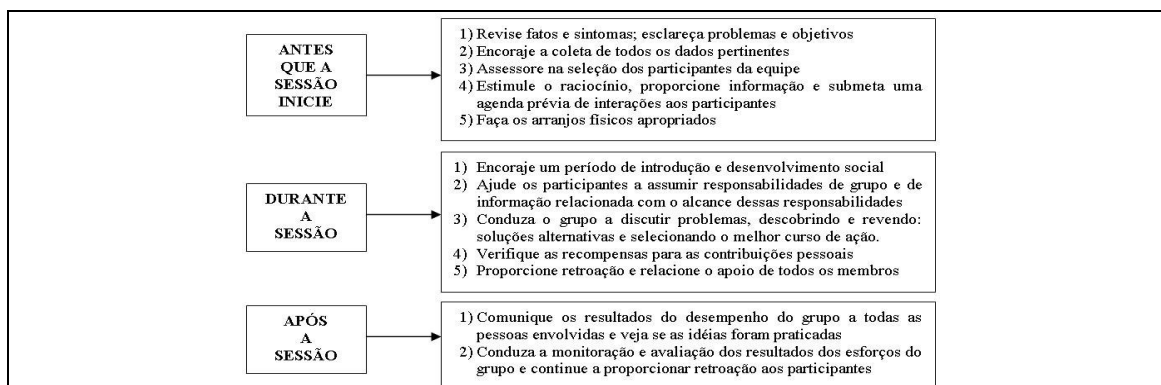 ANTES
QUE A
SESSÃO
INICIE
1) Revise fatos e sintomas; esclareça problemas e objetivos
2) Encoraje a coleta de todos os dados pertinentes
3) Assessore na seleção dos participantes da equipe
4) Estimule o raciocínio, proporcione informação e submeta uma
agenda prévia de interações aos participantes
5) Faça os arranjos físicos apropriados
DURANTE
A
SESSÃO
1) Encoraje um período de introdução e desenvolvimento social
2) Ajude os participantes a assumir responsabilidades de grupo e de
informação relacionada com o alcance dessas responsabilidades
3) Conduza o grupo a discutir problemas, descobrindo e revendo:
soluções alternativas e selecionando o melhor curso de ação.
4) Verifique as recompensas para as contribuições pessoais
5) Proporcione retroação e relacione o apoio de todos os membros
APÓS
A
SESSÃO
1) Comunique os resultados do desempenho do grupo a todas as
pessoas envolvidas e veja se as idéias foram praticadas
2) Conduza a monitoração e avaliação dos resultados dos esforços do
grupo e continue a proporcionar retroação aos participantes